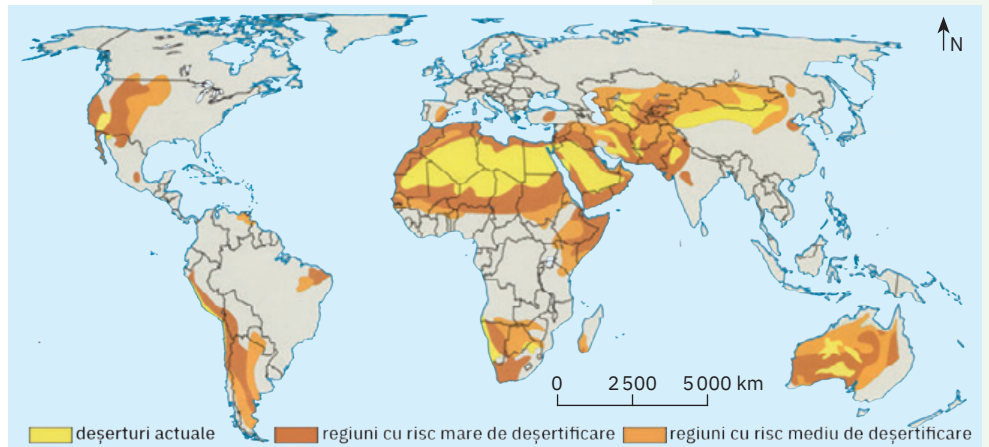 N
0 2 500 5 000 km
deșerturi actuale
regiuni cu risc mare de deșertificare
regiuni cu risc mediu de deșertificare